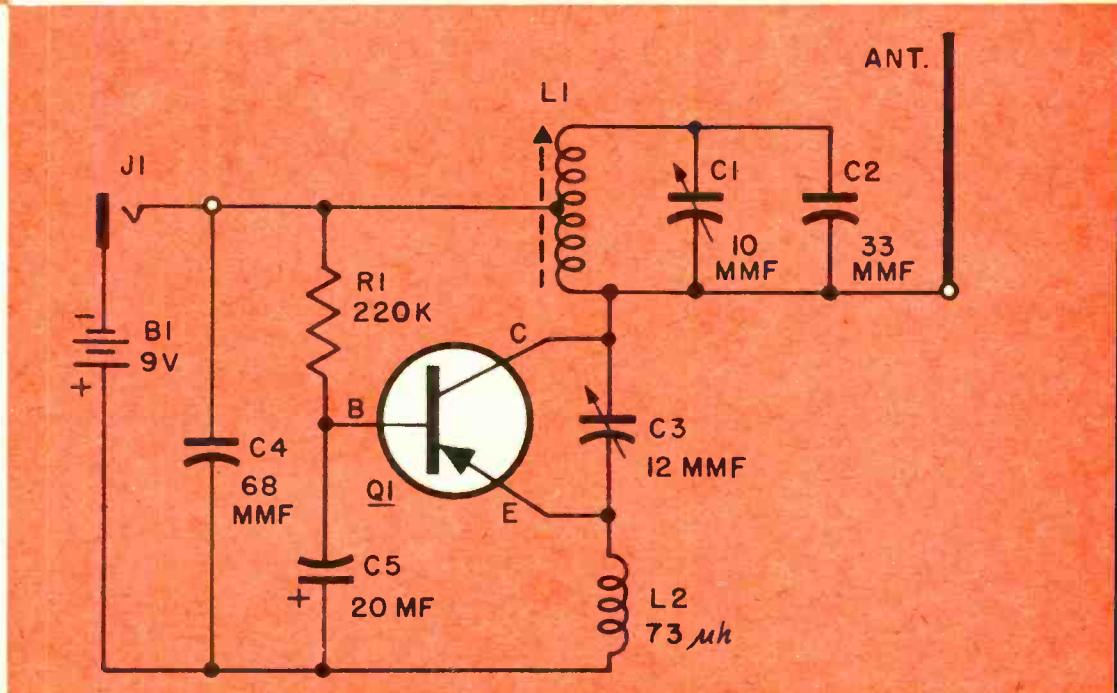 ANT.
L1
J1
C1
10
MMF
C2
33
MMF
R1
220K
B1
9V
-
+
C
B
E
Q1
C3
12 MMF
C4
68
MMF
C5
+
20 MF
L2
73 µh